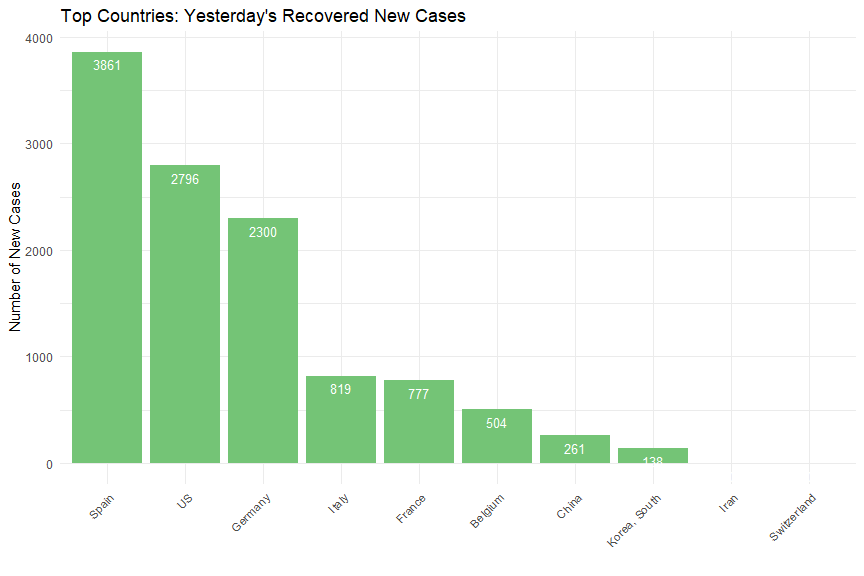 Top Countries: Yesterday's Recovered New Cases
Number of New Cases
4000
3000
2000
1000
0
3861
2796
2300
819
777
504
261
138
Spain
US
Germany
Italy
France
Belgium
China
Korea, South
Iran
Switzerland